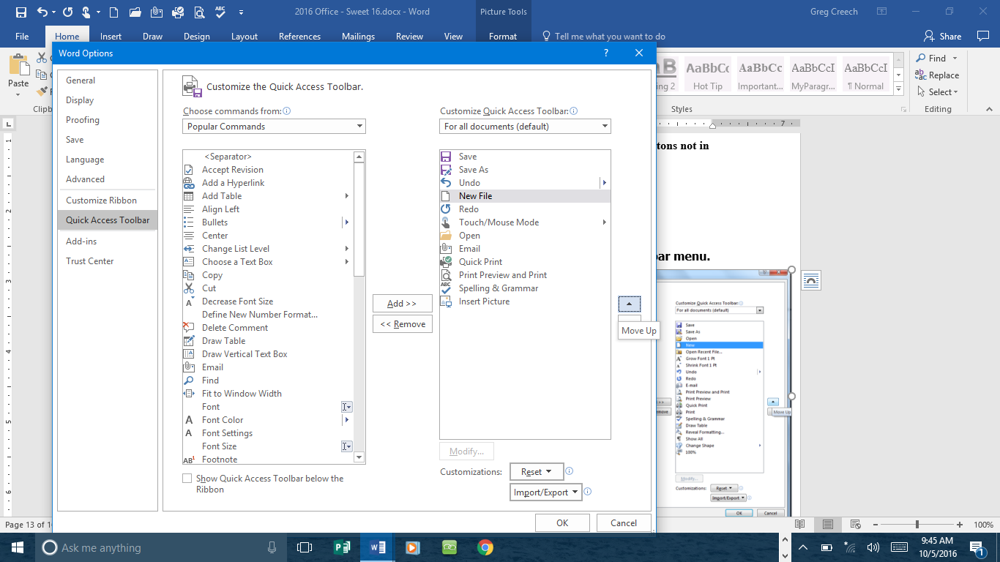 2016 Office - Sweet 16.docx - Word
Picture Tools
Greg Creech
File
Home
Insert
Draw
Design
Layout
References
Mailings
Review
View
Format
Tell me what you want to do
Share
Paste
Clipb
AaBbCc
AaBbCc
AaBbCcI
AaBbCcI
Hot Tip
Important...
MyParagr...
¶ Normal
Styles
Find
Replace
Select
Editing
Word Options
?
General
Display
Proofing
Save
Language
Advanced
Customize Ribbon
Quick Access Toolbar
Add-ins
Trust Center
Customize the Quick Access Toolbar.
Choose commands from:
Popular Commands
<Separator>
Accept Revision
Add a Hyperlink
Add Table
Align Left
Bullets
Center
Change List Level
Choose a Text Box
Copy
Cut
Decrease Font Size
Define New Number Format...
Delete Comment
Draw Table
Draw Vertical Text Box
Email
Find
Fit to Window Width
Font
Font Color
Font Settings
Font Size
Footnote
Show Quick Access Toolbar below the
Ribbon
Add >>
<< Remove
Customize Quick Access Toolbar:
For all documents (default)
Save
Save As
Undo
New File
Redo
Touch/Mouse Mode
Open
Email
Quick Print
Print Preview and Print
Spelling & Grammar
Insert Picture
Move Up
Modify...
Customizations:
Reset
Import/Export
OK
Cancel
7
tons not in
bar menu.
Customize Quick Access Toolbar:
For all documents (default)
Save
Save As
Open
New
Open Recent File...
Grow Font 1 Pt
Shrink Font 1 Pt
Undo
Redo
E-mail
Print Preview and Print
Print Preview
Quick Print
Print
Spelling & Grammar
Draw Table
Reveal Formatting...
Show All
Change Shape
100%
Move Up
Modify...
Customizations:
Reset
Import/Export
OK
Cancel
1
2
3
4
5
Page 13 of 1
100%
Ask me anything
9:45 AM
10/5/2016
1